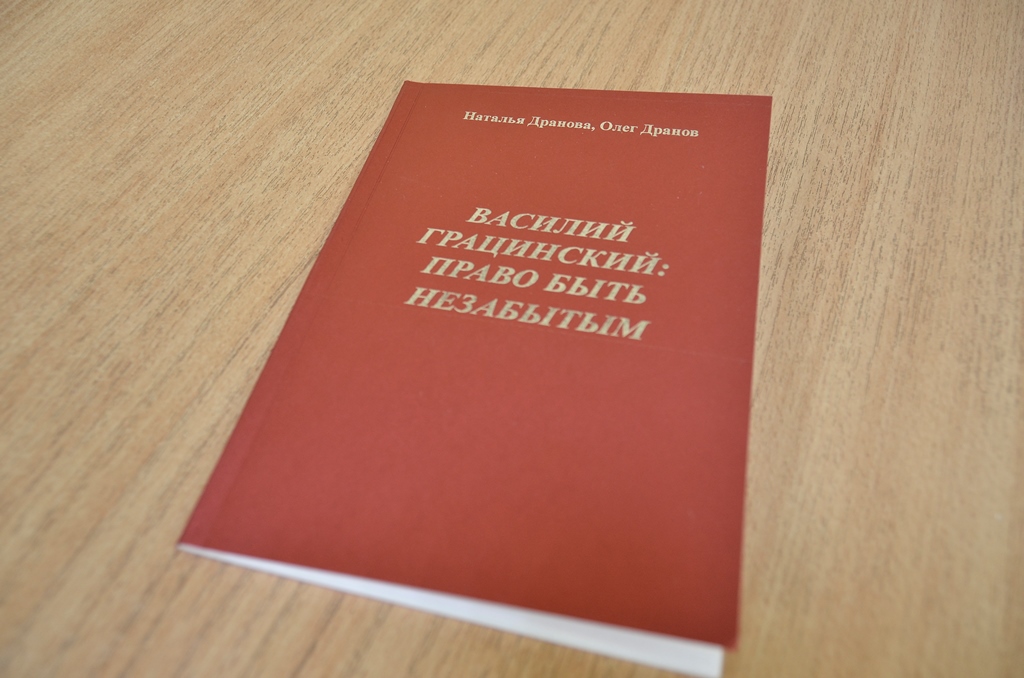 Наталья Дранова, Олег Дранов
ВАСИЛИЙ
ГРАЦИНСКИЙ:
ПРАВО БЫТЬ
НЕЗАБЫТЫМ